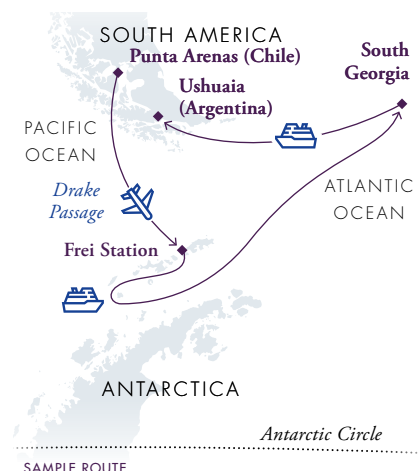 SOUTH AMERICA
Punta Arenas (Chile)
South
Georgia
Ushuaia
(Argentina)
PACIFIC
OCEAN
Drake
Passage
ATLANTIC
OCEAN
Frei Station
ANTARCTICA
Antarctic Circle
SAMPLE ROUTE